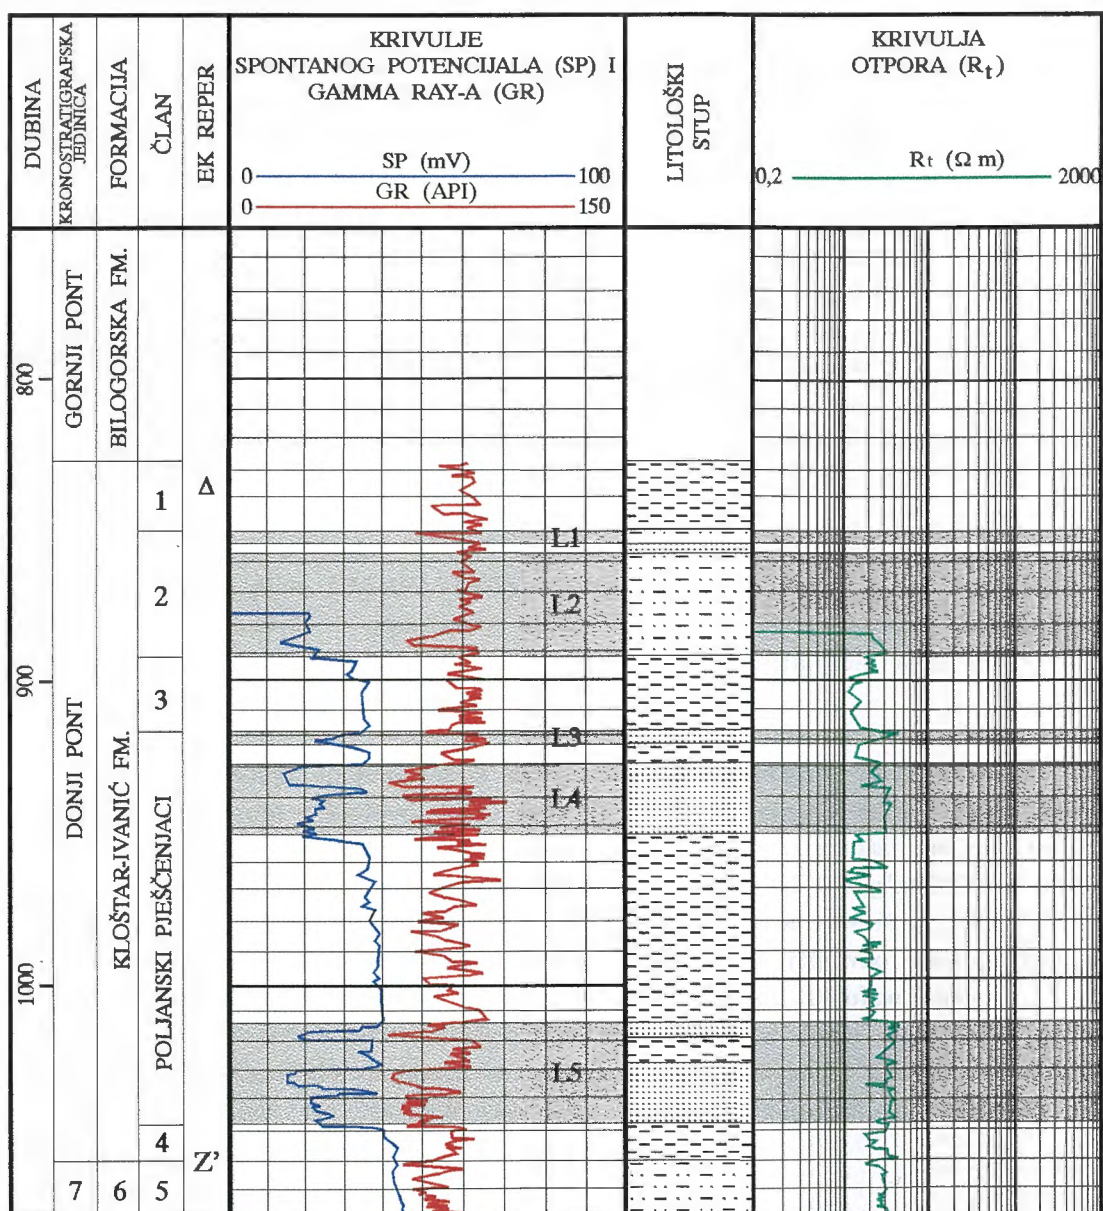 DUBINA
KRONOSTRATIGRAFSKA
JEDINICA
FORMACIJA
ČLAN
EK REPER
KRIVULJE
SPONTANOG POTENCIJALA (SP) I
GAMMA RAY-A (GR)
SP (mV)
0 100
GR (API)
0 150
LITOLOŠKI
STUP
KRIVULJA
OTPORA (Rt)
Rt (Ω m)
0,2 2000
800
900
1000
GORNJI PONT
DONJI PONT
7
BILOGORSKA FM.
KLOŠTAR-IVANIĆ FM.
6
1
2
3
POLJANSKI PJEŠČENJACI
4
5
Δ
Z'
L1
L2
L3
L4
L5